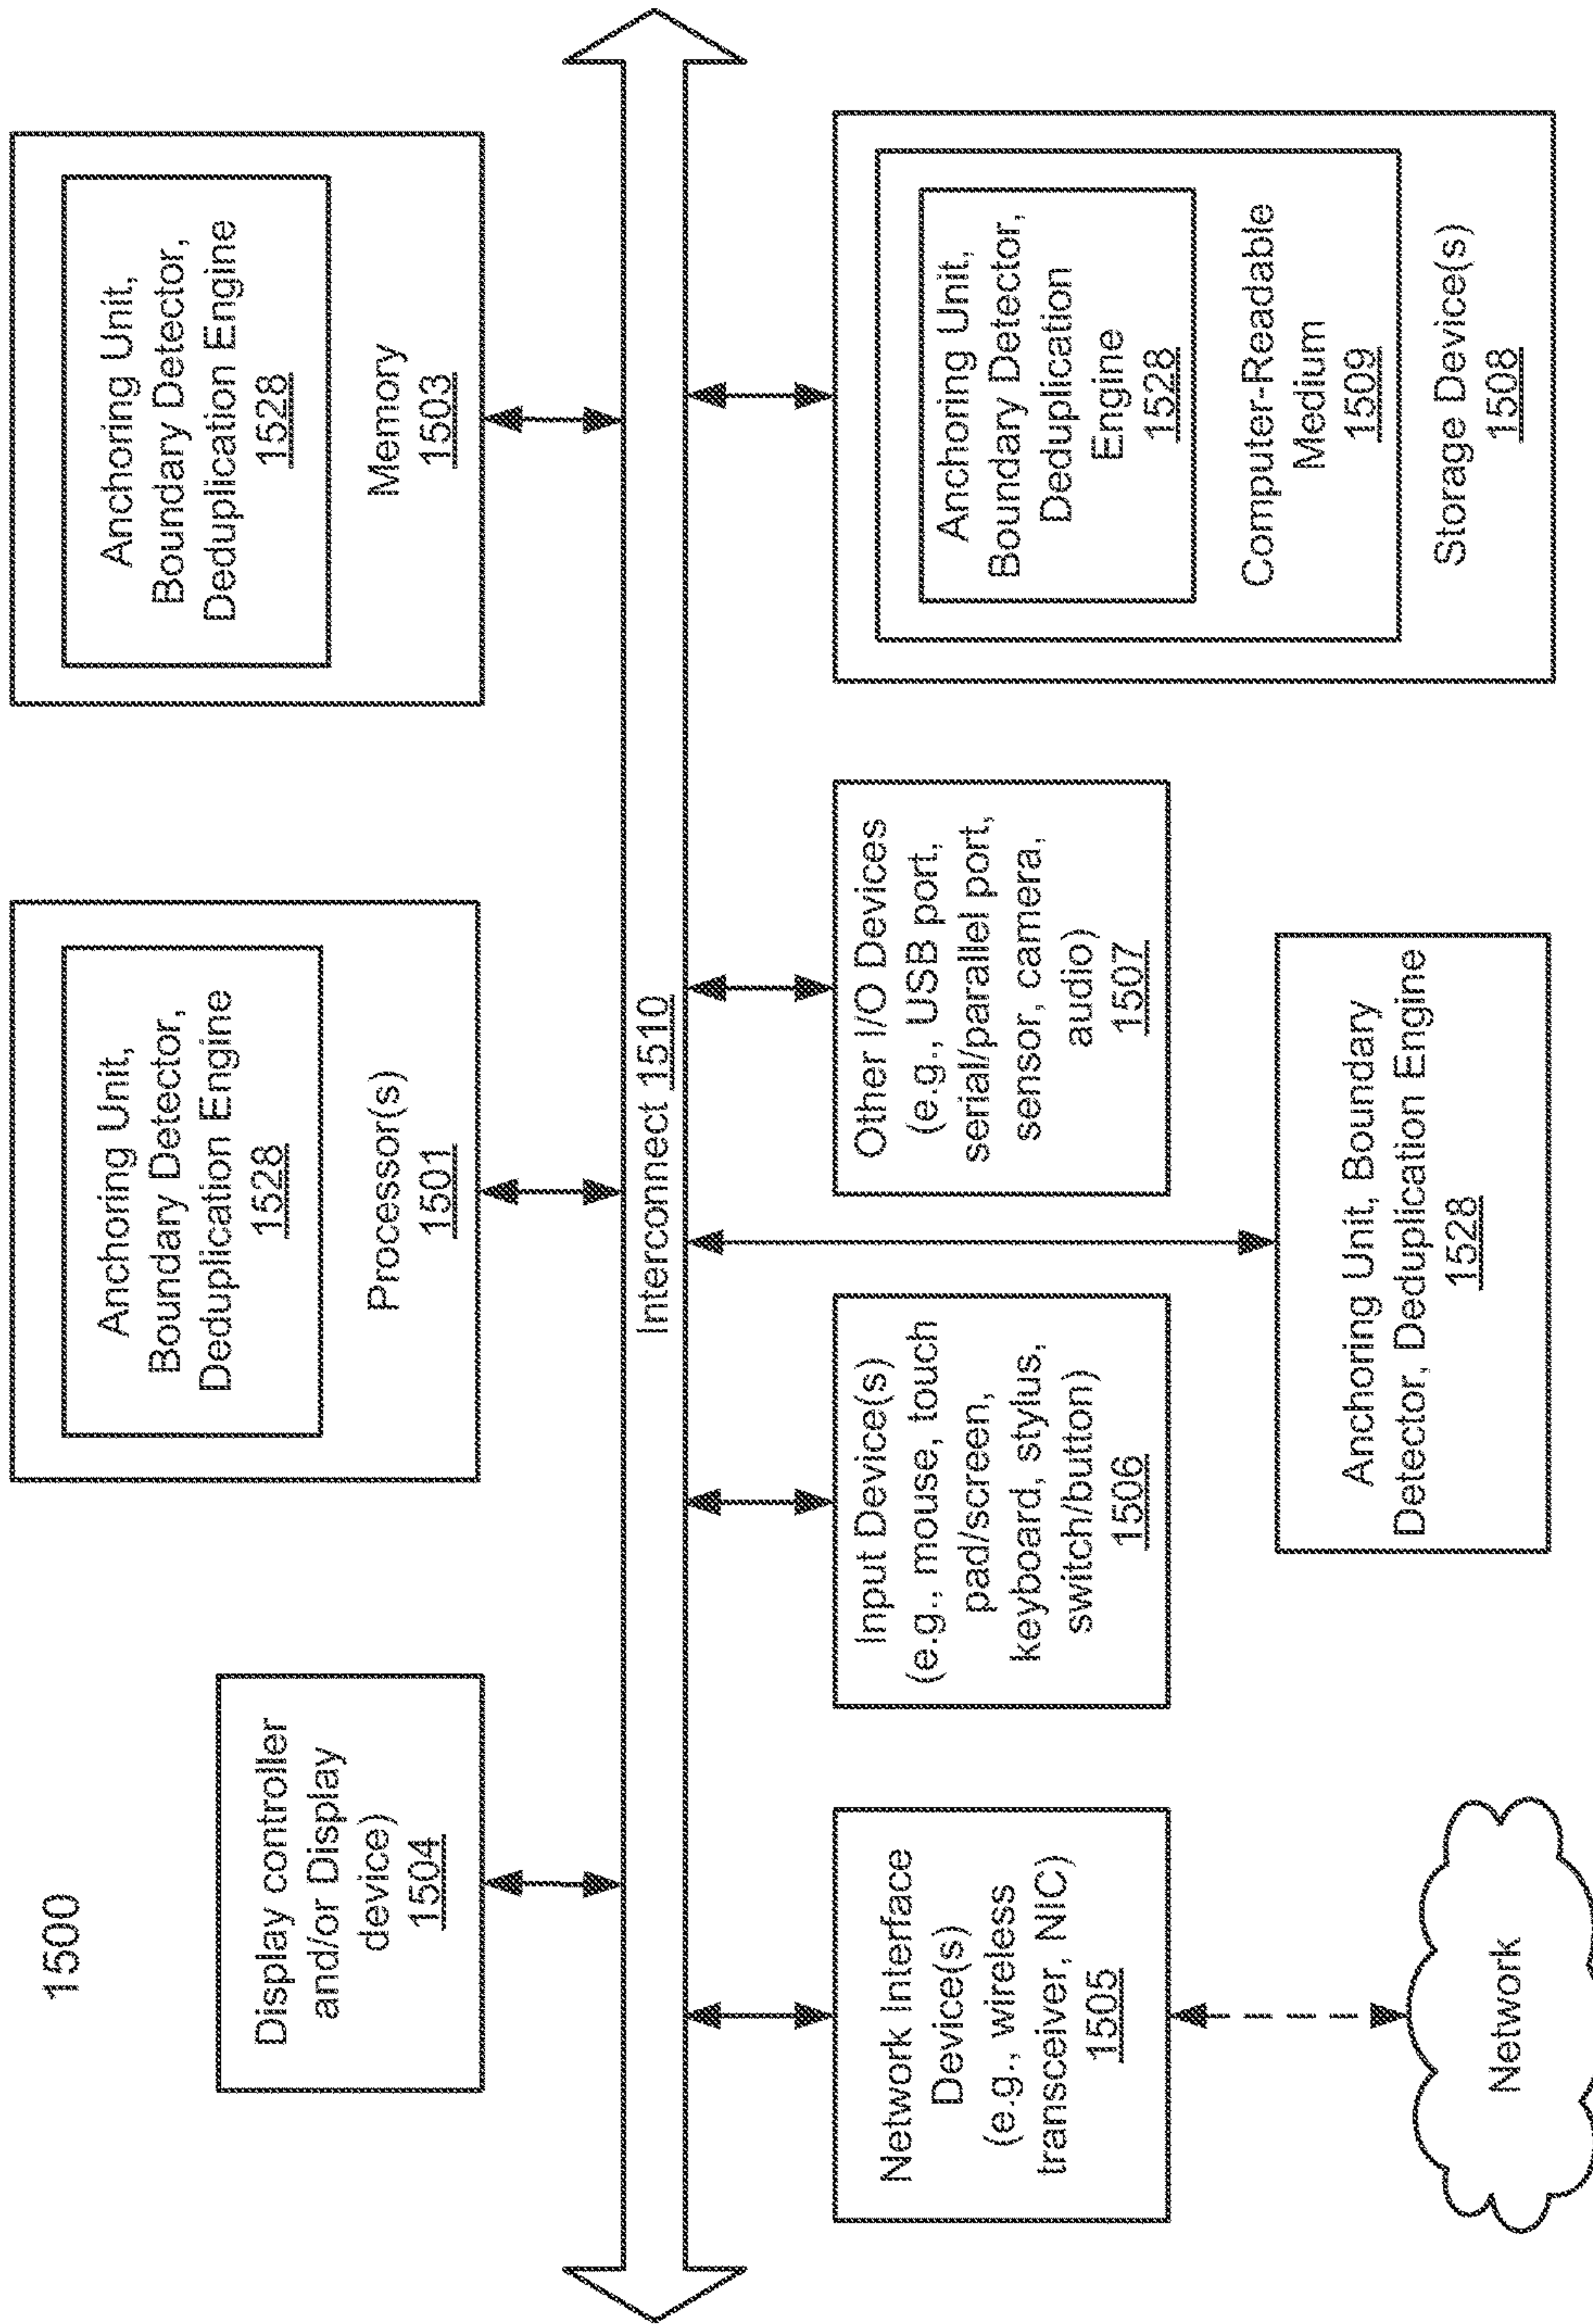 1500
Display controller
and/or Display
device)
1504
Anchoring Unit,
Boundary Detector,
Deduplication Engine
1528
Processor(s)
1501
Anchoring Unit,
Boundary Detector,
Deduplication Engine
1528
Memory
1503
Interconnect 1510
Network Interface
Device(s)
(e.g., wireless
transceiver, NIC)
1505
Input Device(s)
(e.g., mouse, touch
pad/screen,
keyboard, stylus,
switch/button)
1506
Other I/O Devices
(e.g., USB port,
serial/parallel port,
sensor, camera,
audio)
1507
Anchoring Unit,
Boundary Detector,
Deduplication
Engine
1528
Computer-Readable
Medium
1509
Storage Device(s)
1508
Network
Anchoring Unit, Boundary
Detector, Deduplication Engine
1528